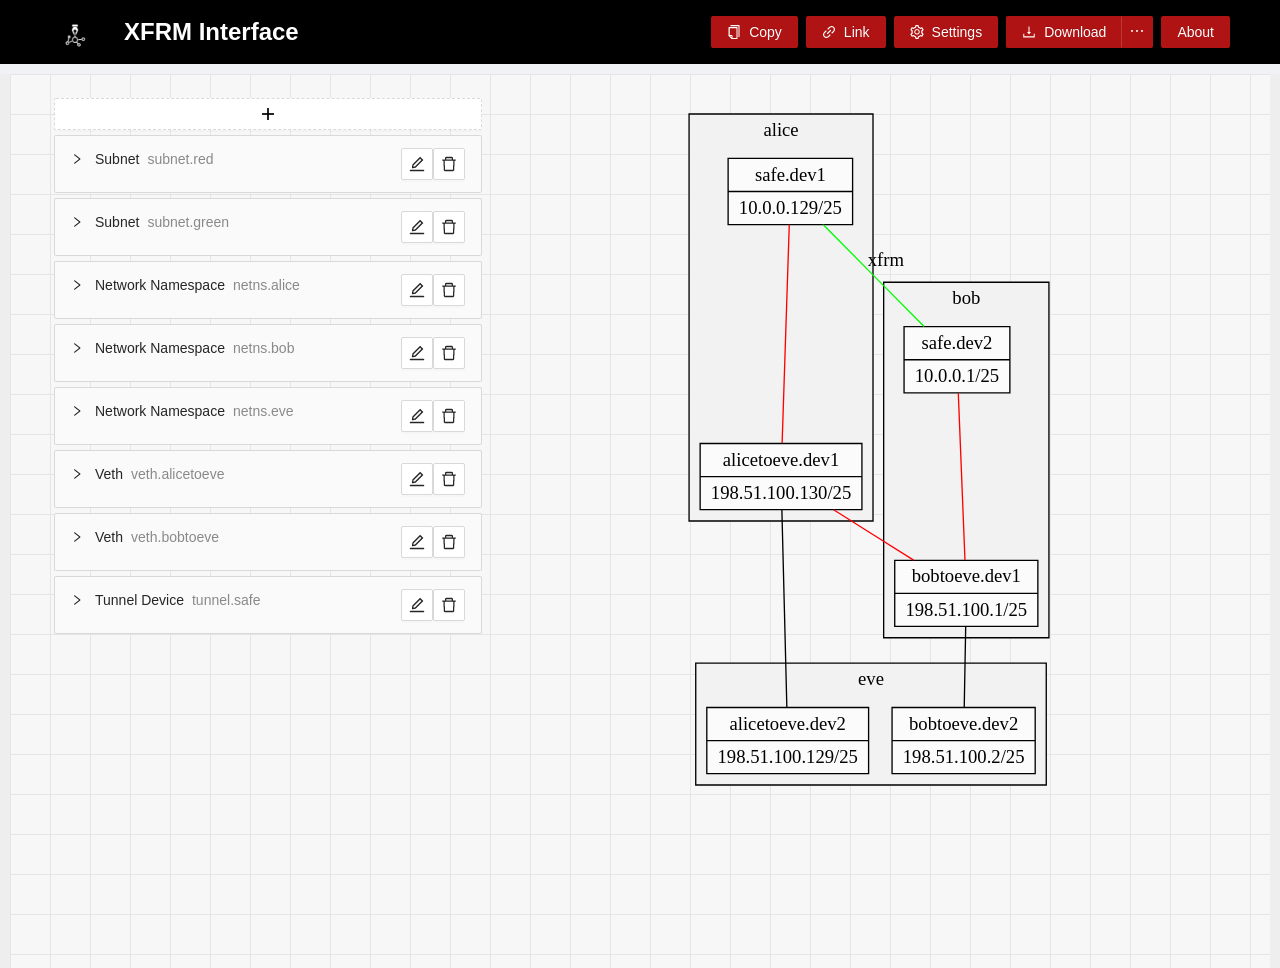 XFRM Interface
Copy
Link
Settings
Download
About
Subnet subnet.red
Subnet subnet.green
Network Namespace netns.alice
Network Namespace netns.bob
Network Namespace netns.eve
Veth veth.alicetoeve
Veth veth.bobtoeve
Tunnel Device tunnel.safe
alice
safe.dev1
10.0.0.129/25
xfrm
bob
safe.dev2
10.0.0.1/25
alicetoeve.dev1
198.51.100.130/25
bobtoeve.dev1
198.51.100.1/25
eve
alicetoeve.dev2
198.51.100.129/25
bobtoeve.dev2
198.51.100.2/25